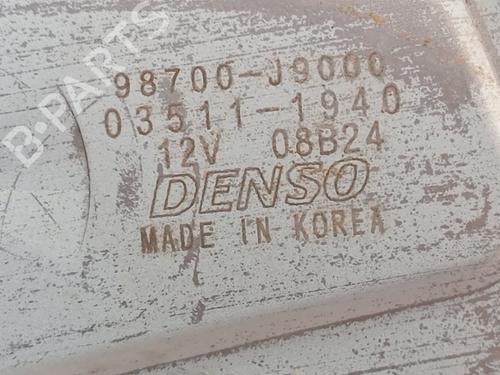 B-PARTS
98700-J9000
03511-1940
12V 08B24
DENSO
MADE IN KOREA